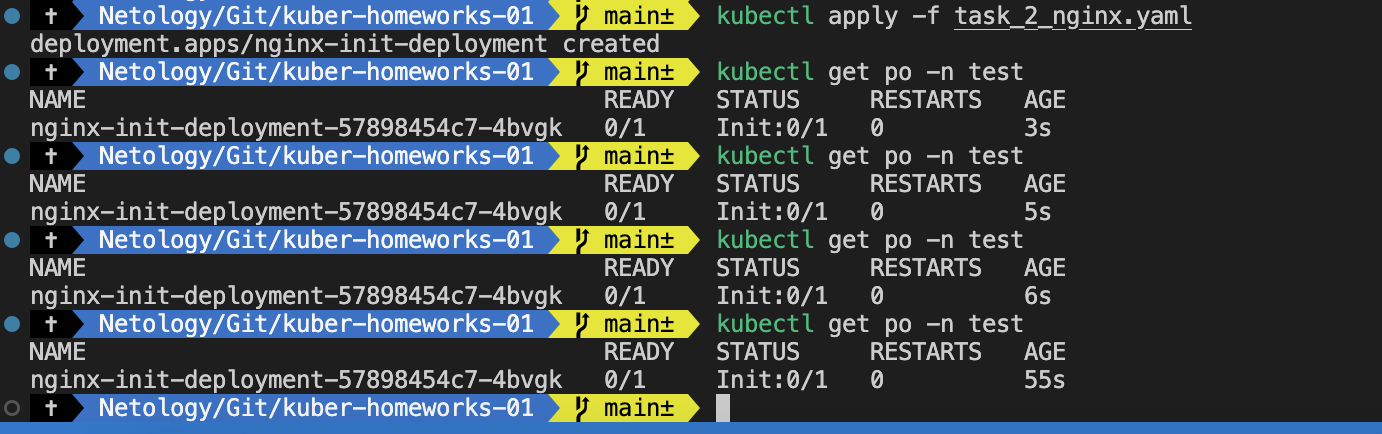 ✝ Netology/Git/kuber-homeworks-01 main± kubectl apply -f task_2_nginx.yaml
deployment.apps/nginx-init-deployment created
✝ Netology/Git/kuber-homeworks-01 main± kubectl get po -n test
NAME READY STATUS RESTARTS AGE
nginx-init-deployment-57898454c7-4bvgk 0/1 Init:0/1 0 3s
✝ Netology/Git/kuber-homeworks-01 main± kubectl get po -n test
NAME READY STATUS RESTARTS AGE
nginx-init-deployment-57898454c7-4bvgk 0/1 Init:0/1 0 5s
✝ Netology/Git/kuber-homeworks-01 main± kubectl get po -n test
NAME READY STATUS RESTARTS AGE
nginx-init-deployment-57898454c7-4bvgk 0/1 Init:0/1 0 6s
✝ Netology/Git/kuber-homeworks-01 main± kubectl get po -n test
NAME READY STATUS RESTARTS AGE
nginx-init-deployment-57898454c7-4bvgk 0/1 Init:0/1 0 55s
✝ Netology/Git/kuber-homeworks-01 main±